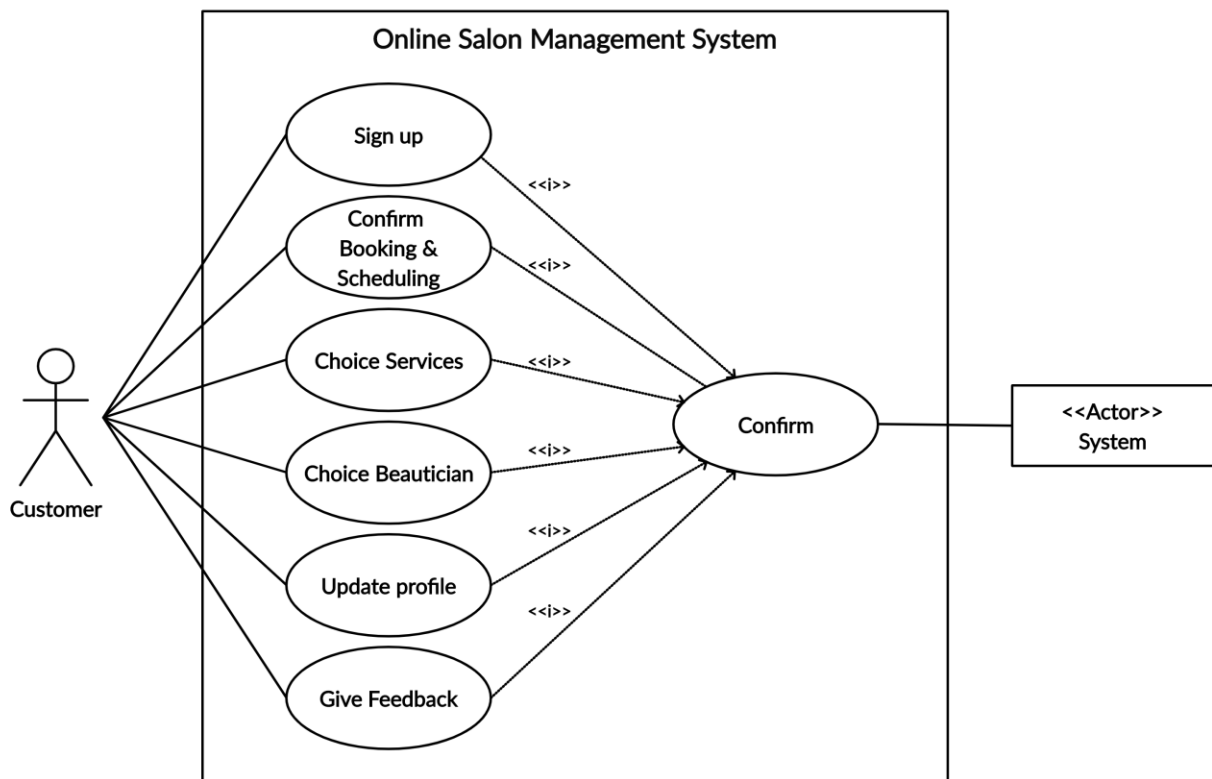 Online Salon Management System
Sign up
<<i>>
Confirm
Booking &
Scheduling
<<i>>
Choice Services
<<i>>
Confirm
<<Actor>>
System
Choice Beautician
<<i>>
Customer
Update profile
<<i>>
Give Feedback
<<i>>